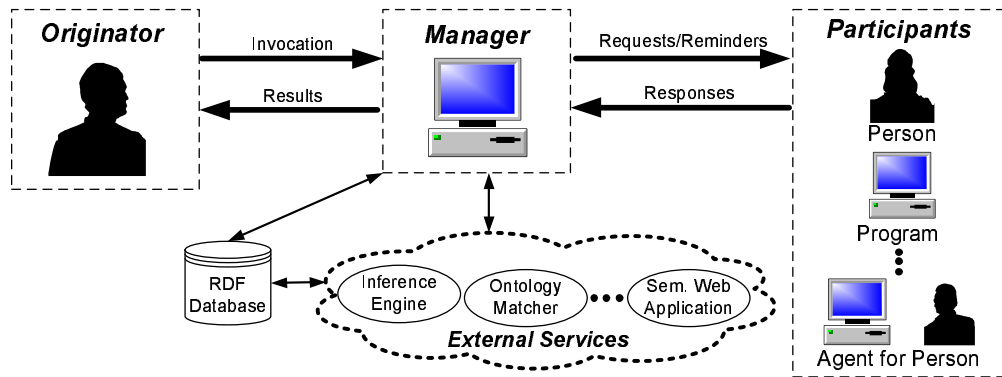 Originator
Invocation
Results
Manager
Requests/Reminders
Responses
Participants
Person
Program
Agent for Person
RDF
Database
Inference
Engine
Ontology
Matcher
Sem. Web
Application
External Services